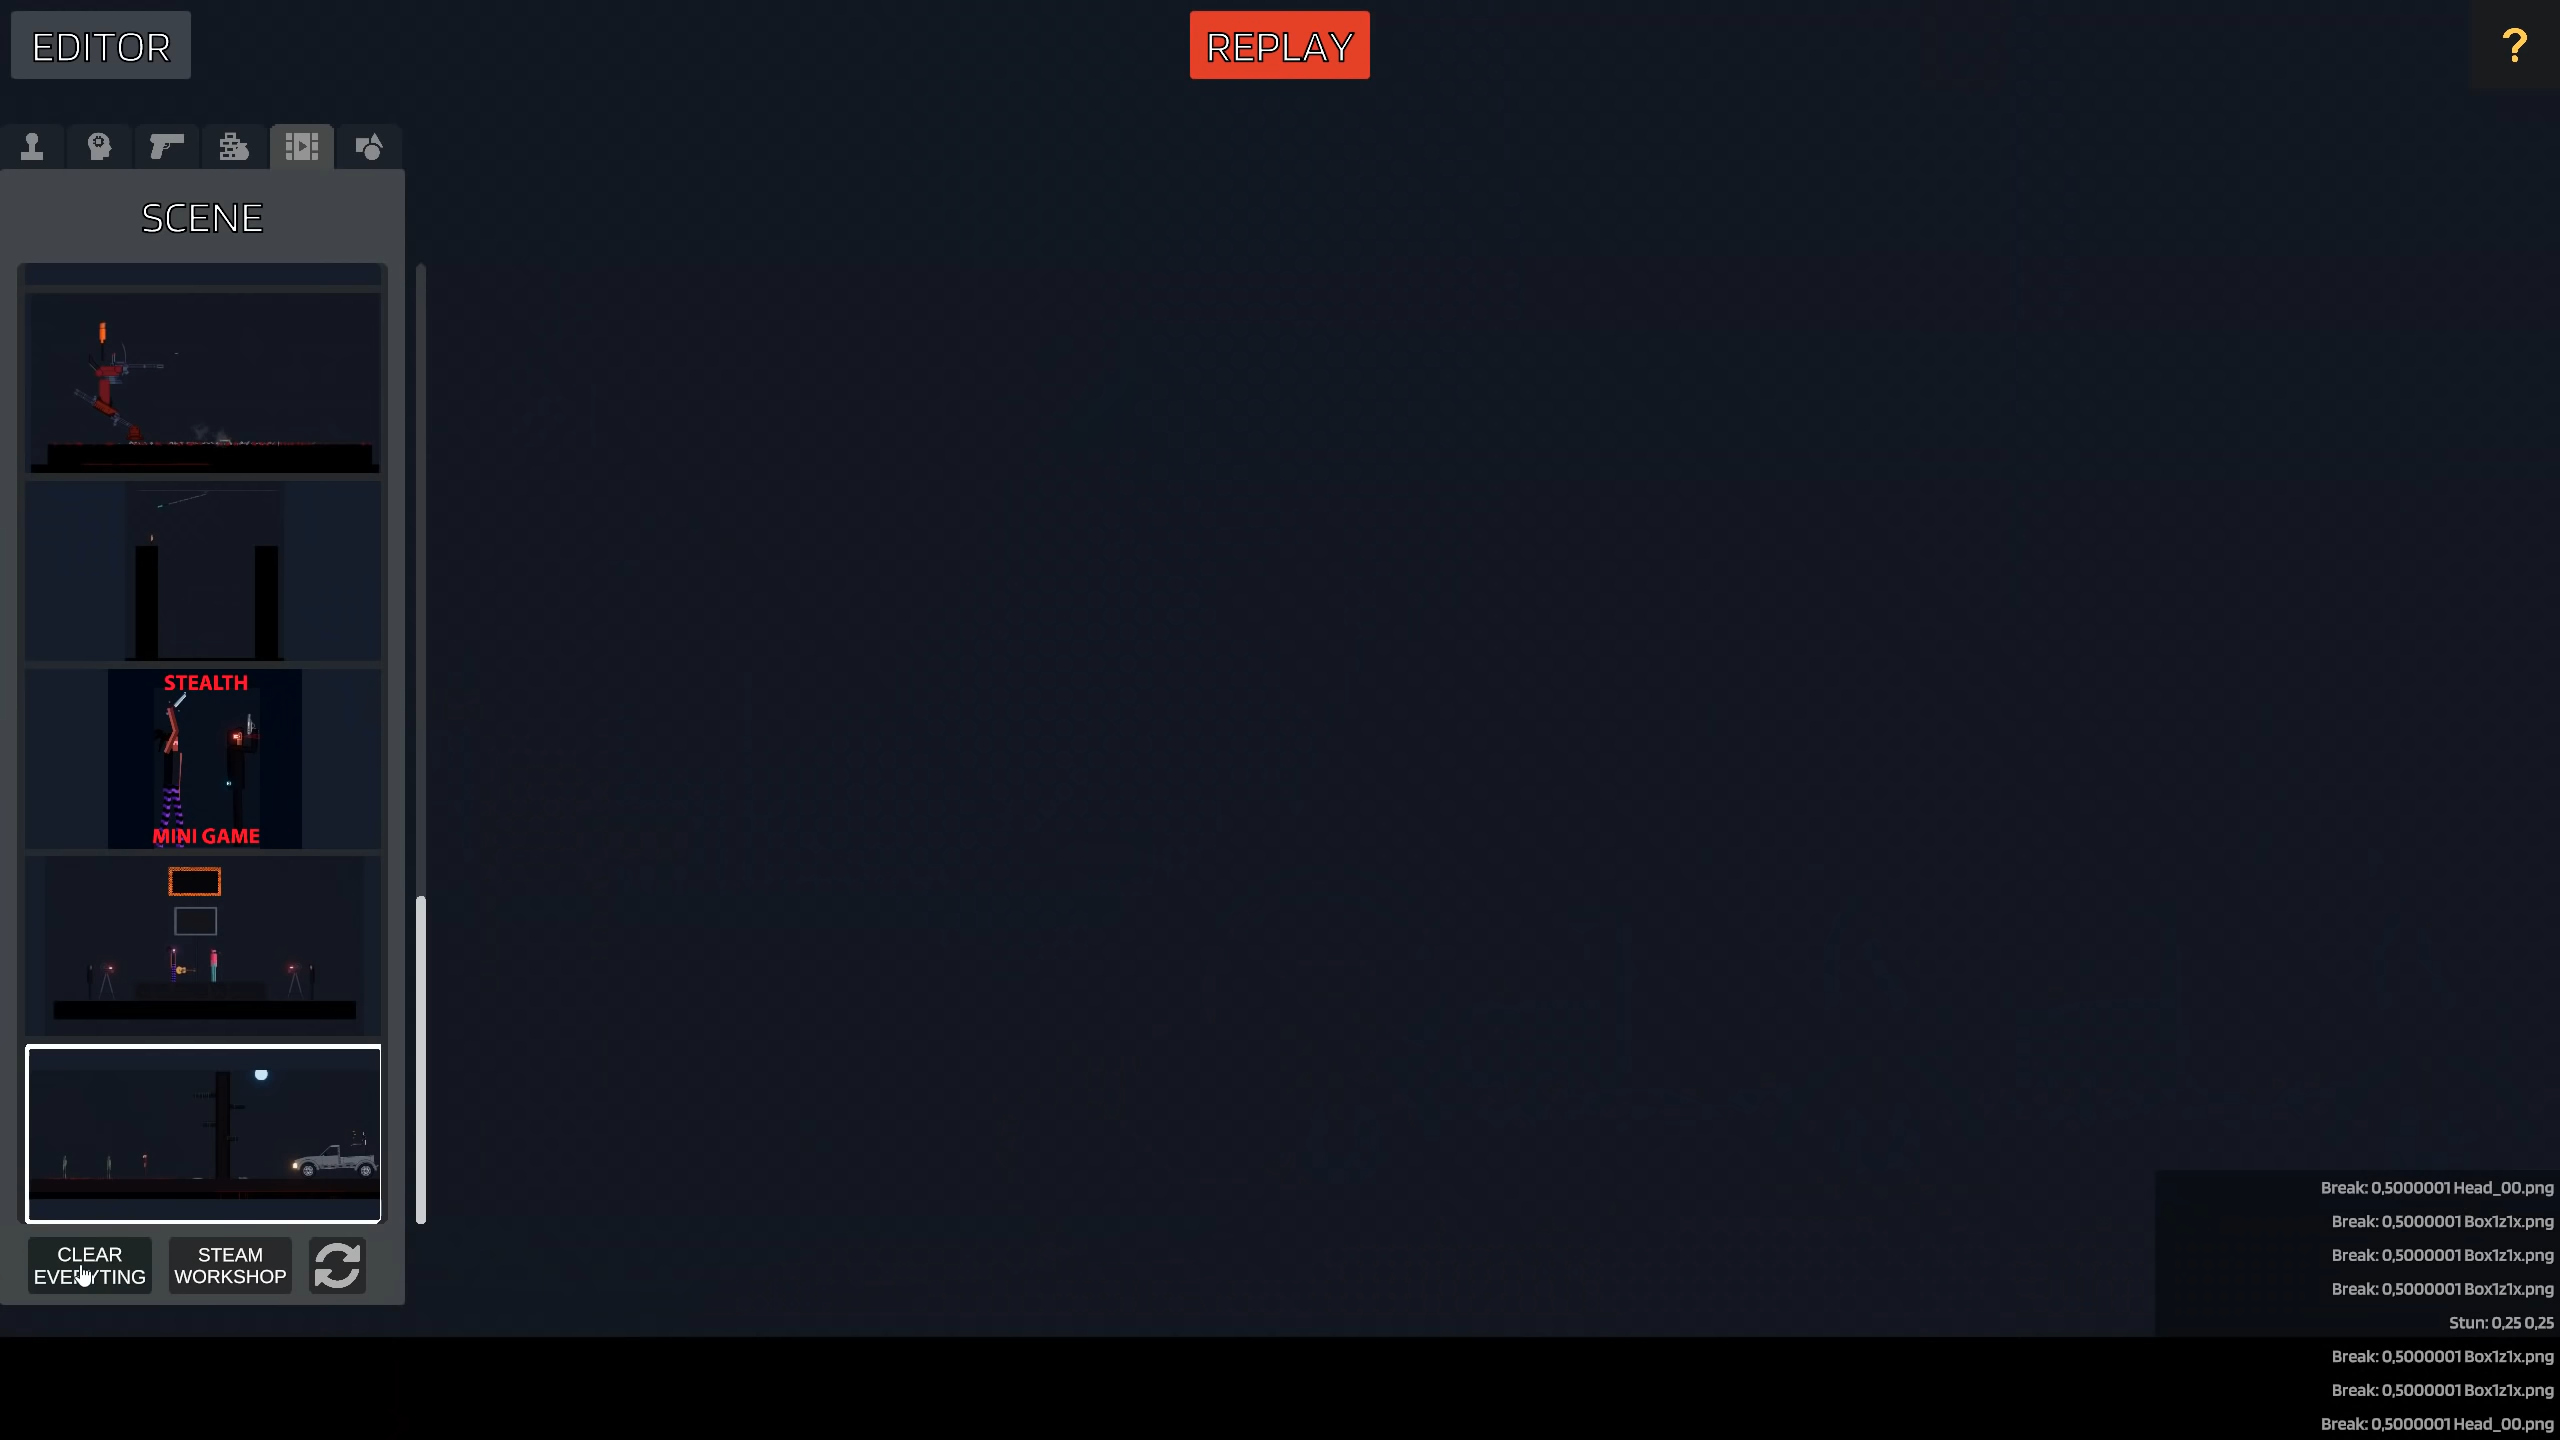 EDITOR
REPLAY
?
SCENE
STEALTH
MINI GAME
CLEAR
EVERYTING
STEAM
WORKSHOP
Break: 0,5000001 Head_00.png
Break: 0,5000001 Box1z1x.png
Break: 0,5000001 Box1z1x.png
Break: 0,5000001 Box1z1x.png
Stun: 0,25 0,25
Break: 0,5000001 Box1z1x.png
Break: 0,5000001 Box1z1x.png
Break: 0,5000001 Head_00.png